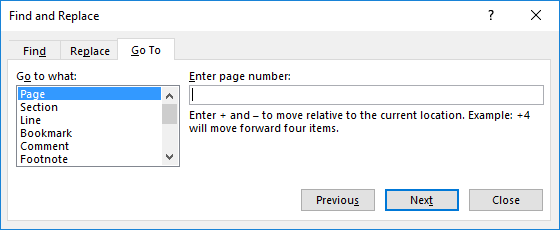 Find and Replace
?
Find Replace Go To
Go to what:
Page
Section
Line
Bookmark
Comment
Footnote
Enter page number:
Enter + and – to move relative to the current location. Example: +4
will move forward four items.
Previous Next Close